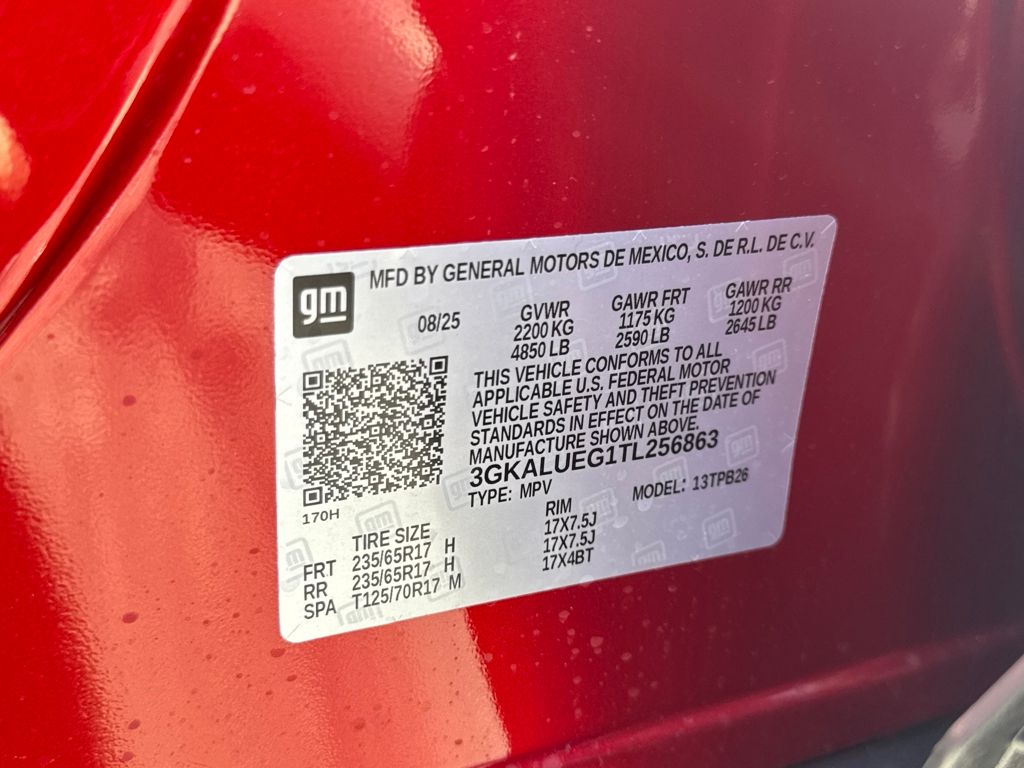 gm
MFD BY GENERAL MOTORS DE MEXICO, S. DE R.L. DE C.V.
08/25
GVWR GAWR FRT GAWR RR
2200 KG 1175 KG 1200 KG
4850 LB 2590 LB 2645 LB
THIS VEHICLE CONFORMS TO ALL
APPLICABLE U.S. FEDERAL MOTOR
VEHICLE SAFETY AND THEFT PREVENTION
STANDARDS IN EFFECT ON THE DATE OF
MANUFACTURE SHOWN ABOVE.
3GKALUEG1TL256863
TYPE: MPV MODEL: 13TPB26
170H
TIRE SIZE RIM
FRT 235/65R17 H 17X7.5J
RR 235/65R17 H 17X7.5J
SPA T125/70R17 M 17X4BT